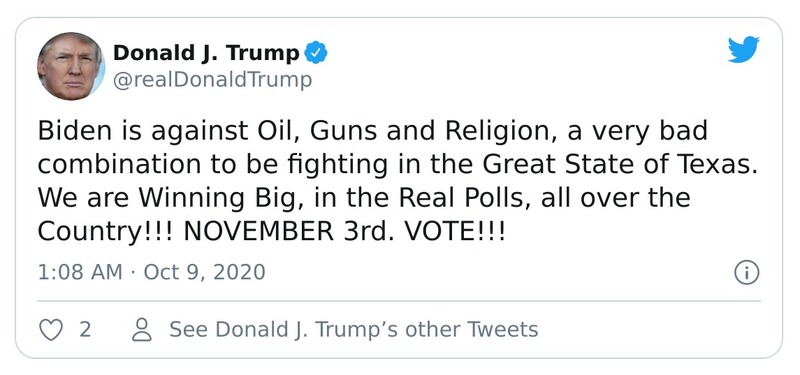 Donald J. Trump
@realDonaldTrump
Biden is against Oil, Guns and Religion, a very bad
combination to be fighting in the Great State of Texas.
We are Winning Big, in the Real Polls, all over the
Country!!! NOVEMBER 3rd. VOTE!!!
1:08 AM · Oct 9, 2020
2 See Donald J. Trump’s other Tweets